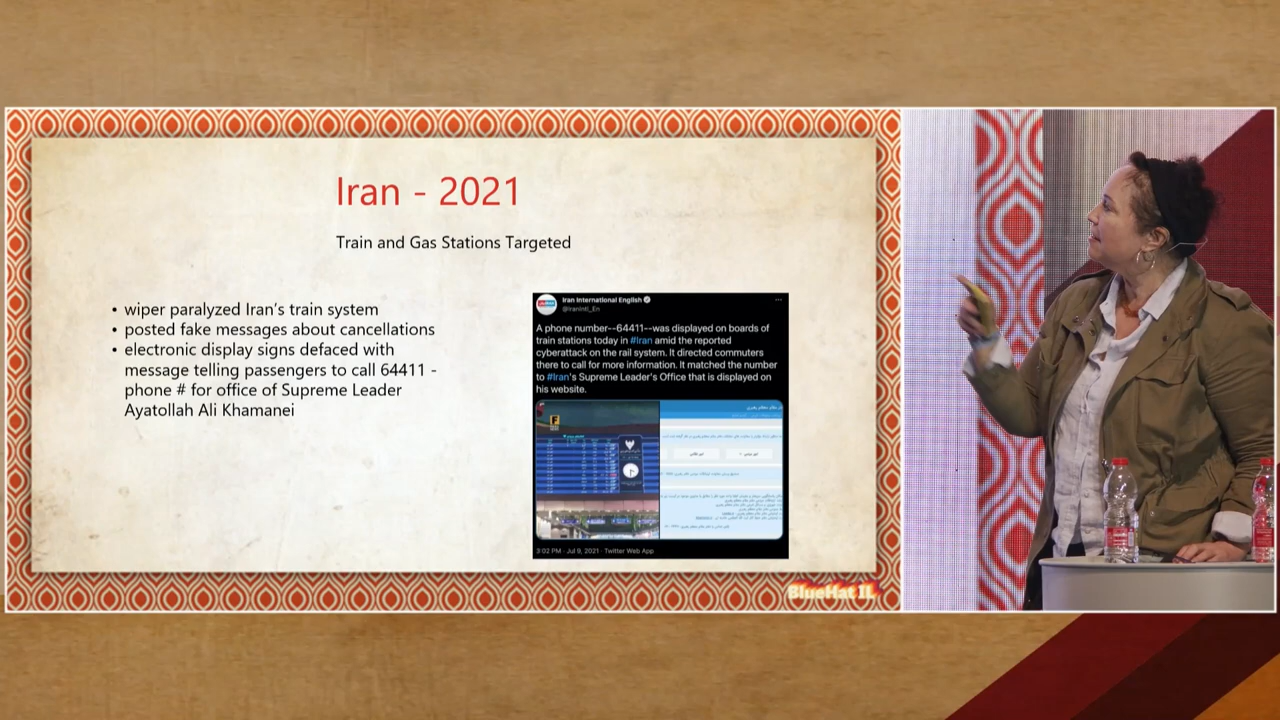 Iran - 2021
Train and Gas Stations Targeted
• wiper paralyzed Iran's train system
• posted fake messages about cancellations
• electronic display signs defaced with
message telling passengers to call 64411 -
phone # for office of Supreme Leader
Ayatollah Ali Khamanei
Iran International English
@IranIntl_En
A phone number--64411--was displayed on boards of
train stations today in #Iran amid the reported
cyberattack on the rail system. It directed commuters
there to call for more information. It matched the number
to #Iran's Supreme Leader's Office that is displayed on
his website.
3:02 PM · Jul 9, 2021 · Twitter Web App
BlueHat IL